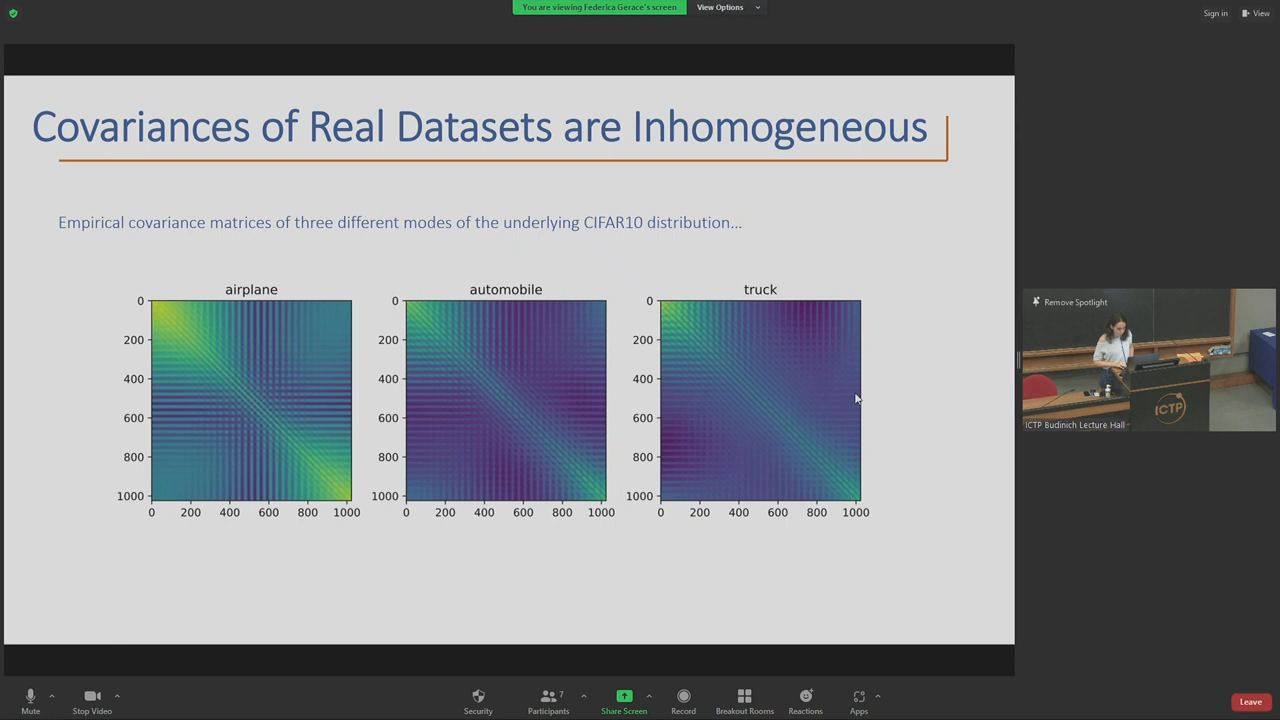 You are viewing Federica Gerace's screen
View Options
Sign in
View
Covariances of Real Datasets are Inhomogeneous
Empirical covariance matrices of three different modes of the underlying CIFAR10 distribution...
airplane
automobile
truck
0
200
400
600
800
1000
0
200
400
600
800
1000
0
200
400
600
800
1000
0 200 400 600 800 1000
0 200 400 600 800 1000
0 200 400 600 800 1000
Remove Spotlight
ICTP
ICTP Budinich Lecture Hall
Mute
Stop Video
Security
Participants
7
Share Screen
Record
Breakout Rooms
Reactions
Apps
Leave